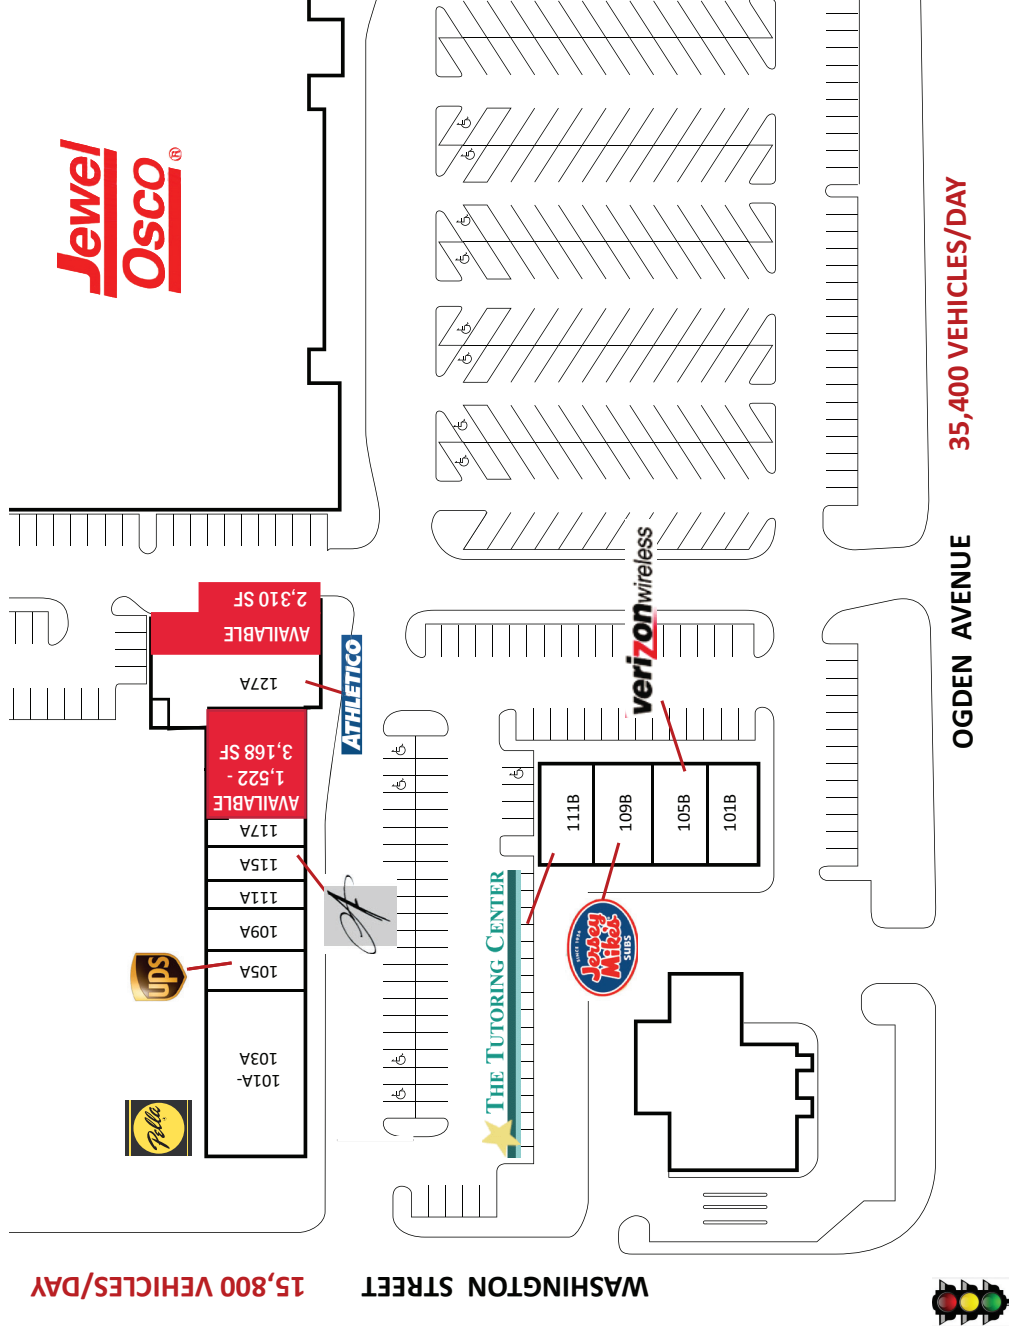 Jewel
Osco®
35,400 VEHICLES/DAY
OGDEN AVENUE
AVAILABLE
2,310 SF
127A
ATHLETICO
AVAILABLE
1,522 -
3,168 SF
117A
115A
111A
109A
105A
101A-
103A
ups
Pella
verizonwireless
111B
109B
105B
101B
THE TUTORING CENTER
SINCE 1956
Jersey
Mike's
SUBS
WASHINGTON STREET
15,800 VEHICLES/DAY